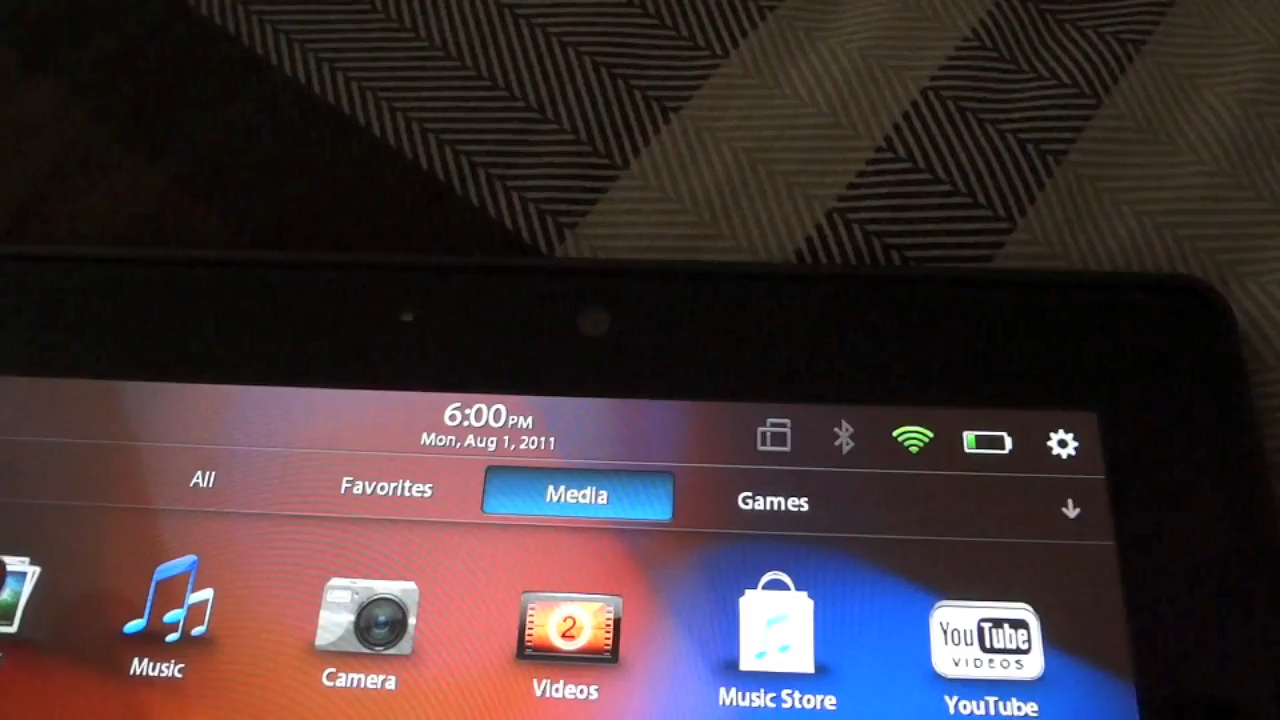 6:00PM
Mon, Aug 1, 2011
All Favorites Media Games
2
You Tube
VIDEOS
Music Camera Videos Music Store YouTube